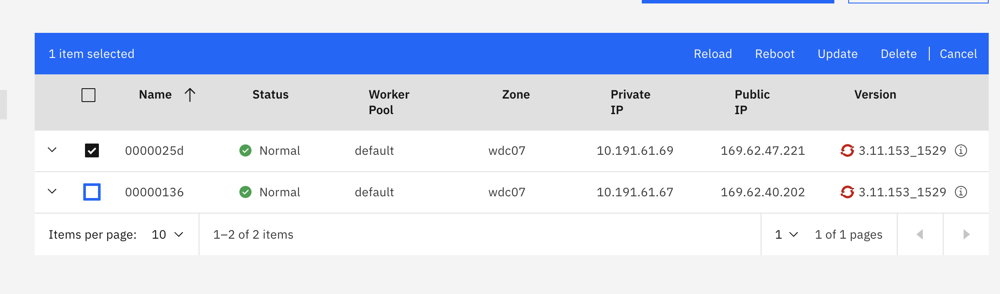 1 item selected Reload Reboot Update Delete Cancel
Name Status Worker Pool Zone Private IP Public IP Version
0000025d Normal default wdc07 10.191.61.69 169.62.47.221 3.11.153_1529
00000136 Normal default wdc07 10.191.61.67 169.62.40.202 3.11.153_1529
Items per page: 10 1–2 of 2 items 1 1 of 1 pages